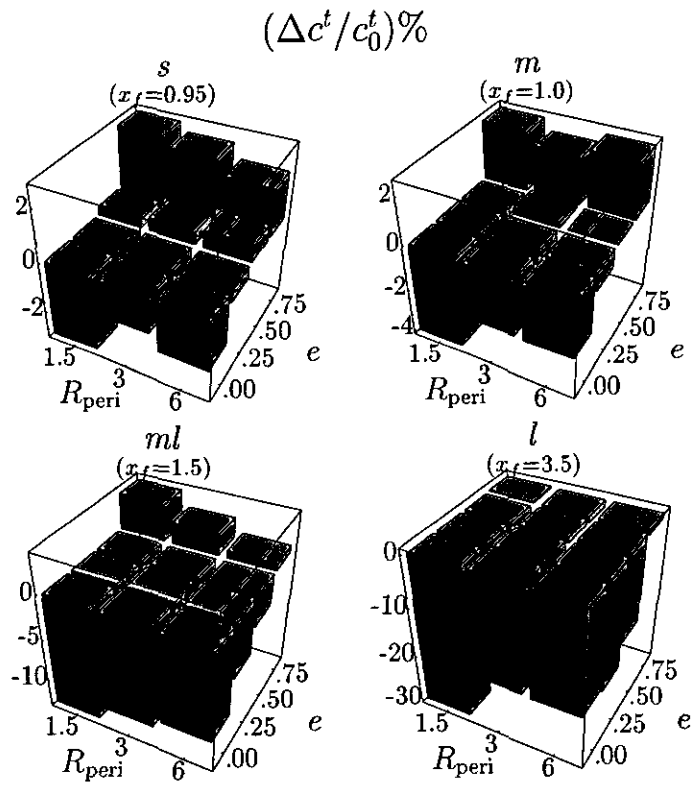 (Δcᵗ/c₀ᵗ)%
s
(x_f=0.95)
2
0
-2
1.5
3
6
R_peri
.00
.25
.50
.75
e
m
(x_f=1.0)
2
0
-2
-4
1.5
3
6
R_peri
.00
.25
.50
.75
e
ml
(x_f=1.5)
0
-5
-10
1.5
3
6
R_peri
.00
.25
.50
.75
e
l
(x_f=3.5)
0
-10
-20
-30
1.5
3
6
R_peri
.00
.25
.50
.75
e